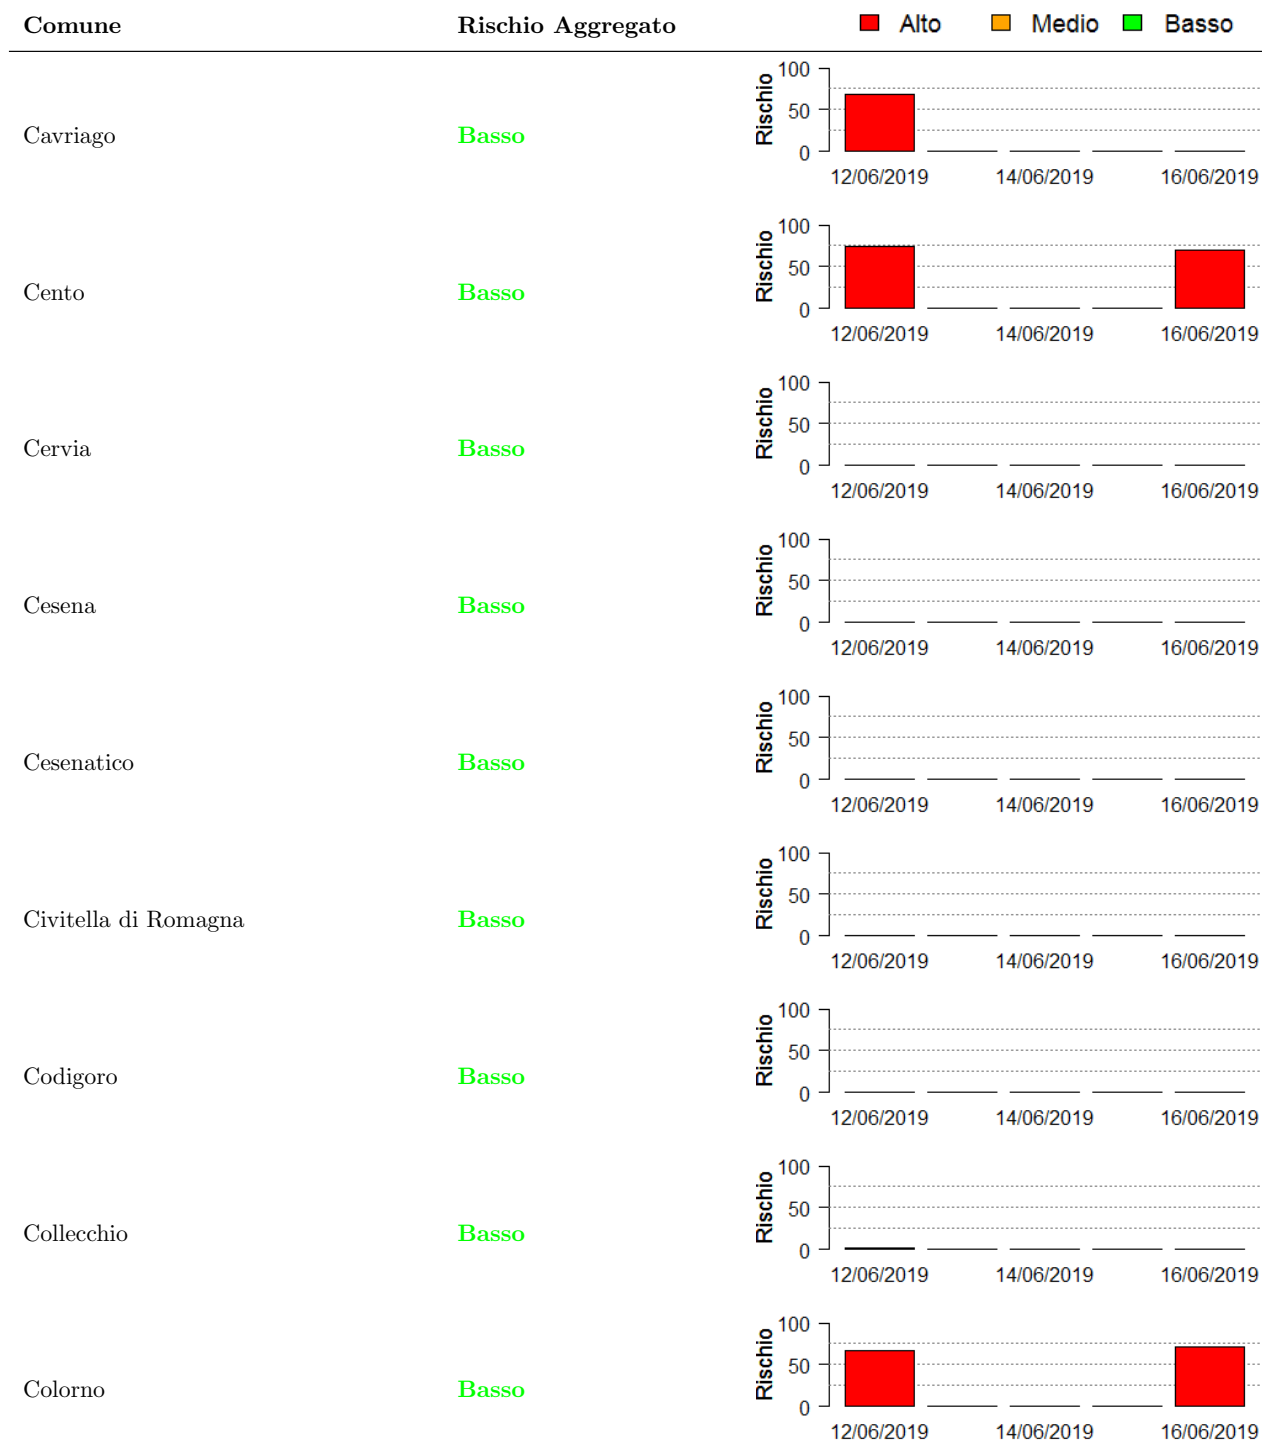 Comune Rischio Aggregato Alto Medio Basso
100
50
0
Rischio
Cavriago Basso
12/06/2019 14/06/2019 16/06/2019
100
50
0
Rischio
Cento Basso
12/06/2019 14/06/2019 16/06/2019
100
50
0
Rischio
Cervia Basso
12/06/2019 14/06/2019 16/06/2019
100
50
0
Rischio
Cesena Basso
12/06/2019 14/06/2019 16/06/2019
100
50
0
Rischio
Cesenatico Basso
12/06/2019 14/06/2019 16/06/2019
100
50
0
Rischio
Civitella di Romagna Basso
12/06/2019 14/06/2019 16/06/2019
100
50
0
Rischio
Codigoro Basso
12/06/2019 14/06/2019 16/06/2019
100
50
0
Rischio
Collecchio Basso
12/06/2019 14/06/2019 16/06/2019
100
50
0
Rischio
Colorno Basso
12/06/2019 14/06/2019 16/06/2019